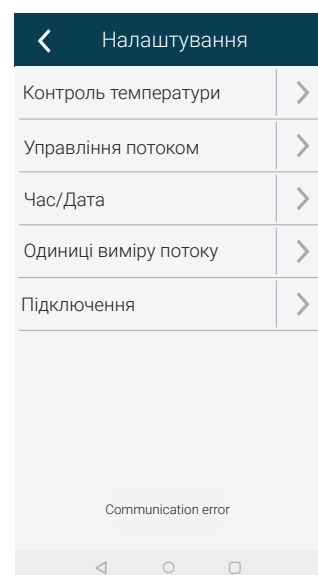 Налаштування
Контроль температури
Управління потоком
Час/Дата
Одиниці виміру потоку
Підключення
Communication error